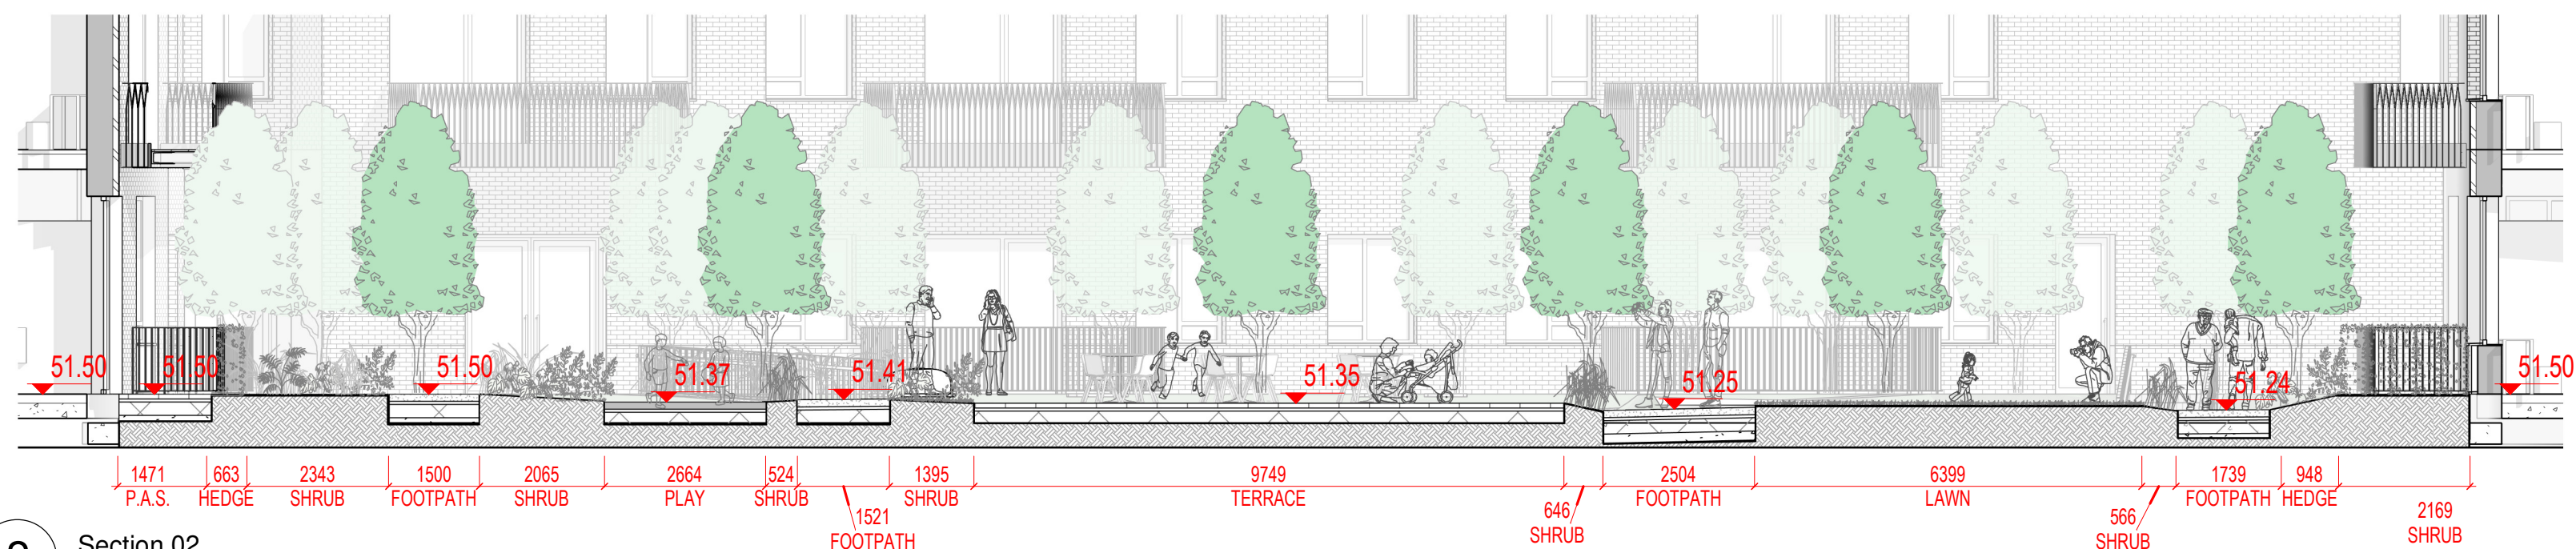 51.50
51.50
51.50
51.37
51.41
51.35
51.25
51.24
51.50
1471
P.A.S.
663
HEDGE
2343
SHRUB
1500
FOOTPATH
2065
SHRUB
2664
PLAY
524
SHRUB
1521
FOOTPATH
1395
SHRUB
9749
TERRACE
646
SHRUB
2504
FOOTPATH
6399
LAWN
566
SHRUB
1739
FOOTPATH
948
HEDGE
2169
SHRUB
Section 02